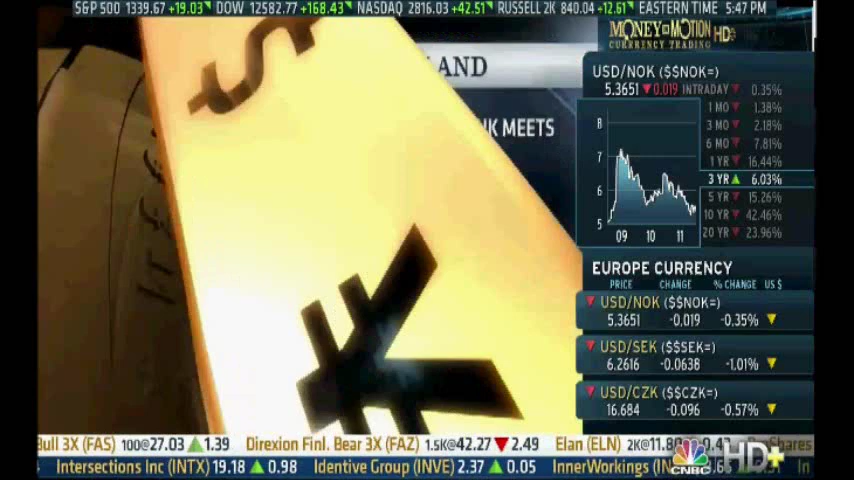 S&P 500 1339.67 +19.03 DOW 12582.77 +168.43 NASDAQ 2816.03 +42.51 RUSSELL 2K 840.04 +12.61 EASTERN TIME 5:47 PM
MONEY IN MOTION HD+
CURRENCY TRADING
AND
MEETS
USD/NOK ($$NOK=)
5.3651 ▼0.019 INTRADAY ▼ 0.35%
1 MO ▼ 1.38%
3 MO ▼ 2.18%
6 MO ▼ 7.81%
1 YR ▼ 16.44%
3 YR ▲ 6.03%
5 YR ▼ 15.26%
10 YR ▼ 42.46%
20 YR ▼ 23.96%
8
7
6
5
09 10 11
EUROPE CURRENCY
PRICE CHANGE % CHANGE US $
▼ USD/NOK ($$NOK=)
5.3651 -0.019 -0.35% ▼
▼ USD/SEK ($$SEK=)
6.2616 -0.0638 -1.01% ▼
▼ USD/CZK ($$CZK=)
16.684 -0.096 -0.57% ▼
$
¥
Bull 3X (FAS) 100@27.03 ▲1.39 Direxion Finl. Bear 3X (FAZ) 1.5K@42.27 ▼2.49 Elan (ELN)
Intersections Inc (INTX) 19.18 ▲ 0.98 Identive Group (INVE) 2.37 ▲ 0.05 InnerWorkings
CNBC HD+